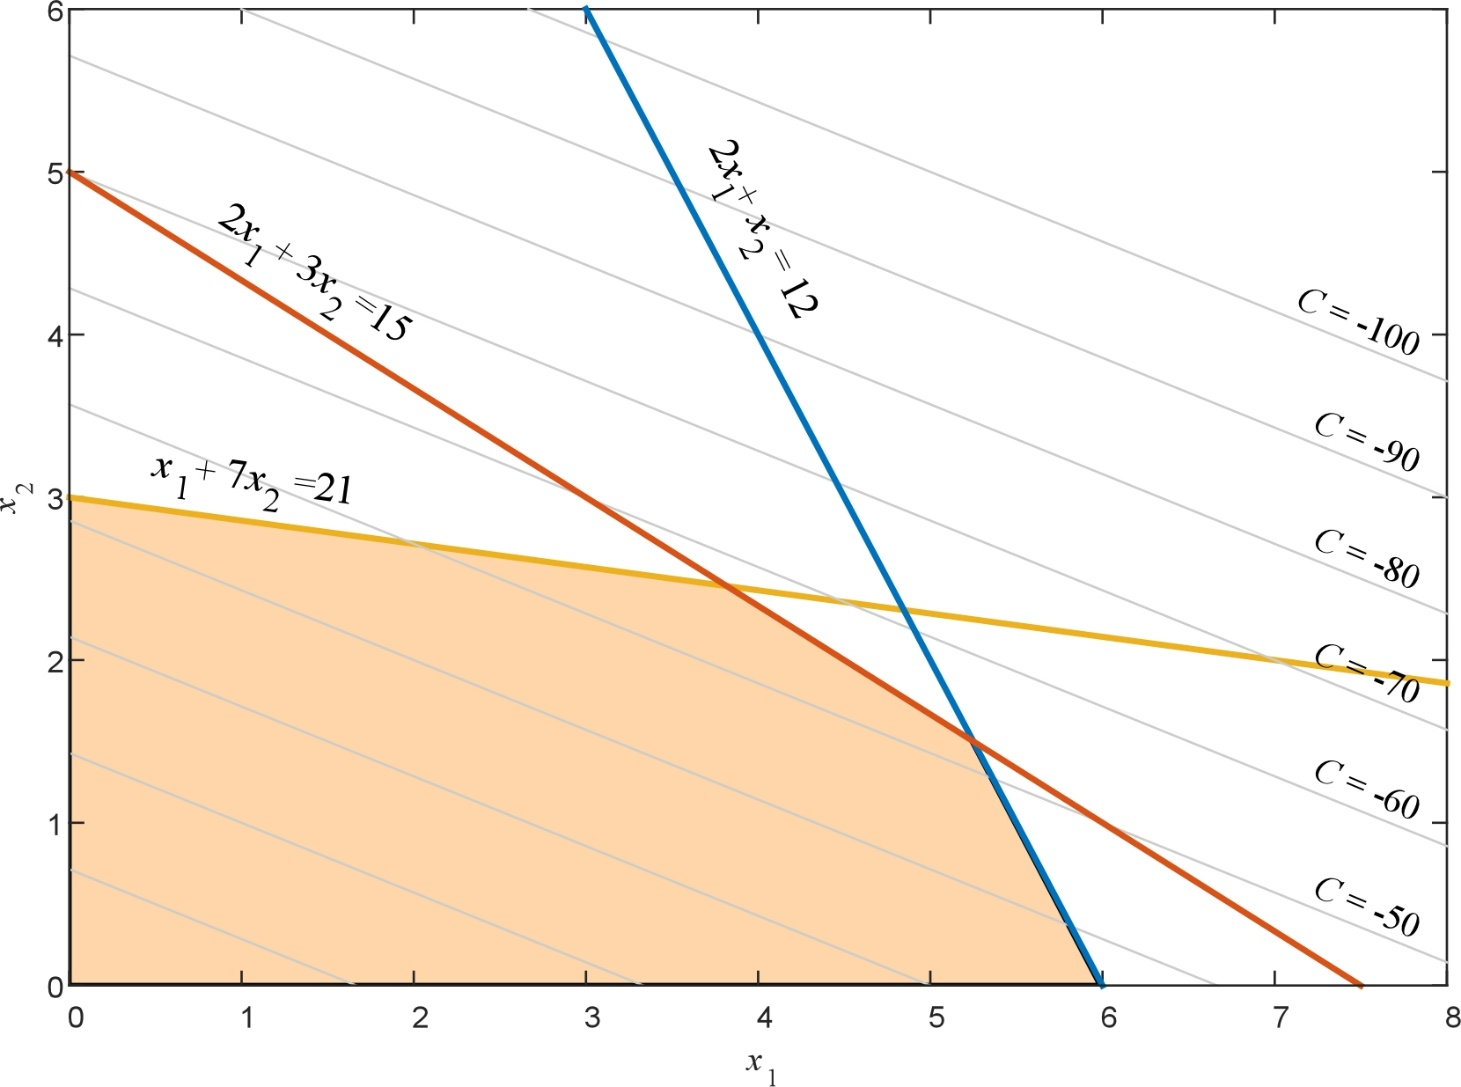 6
5
4
3
2
1
0
x₂
2x₁+x₂=12
2x₁+3x₂=15
x₁+7x₂=21
C = -100
C = -90
C = -80
C = -70
C = -60
C = -50
0 1 2 3 4 5 6 7 8
x₁